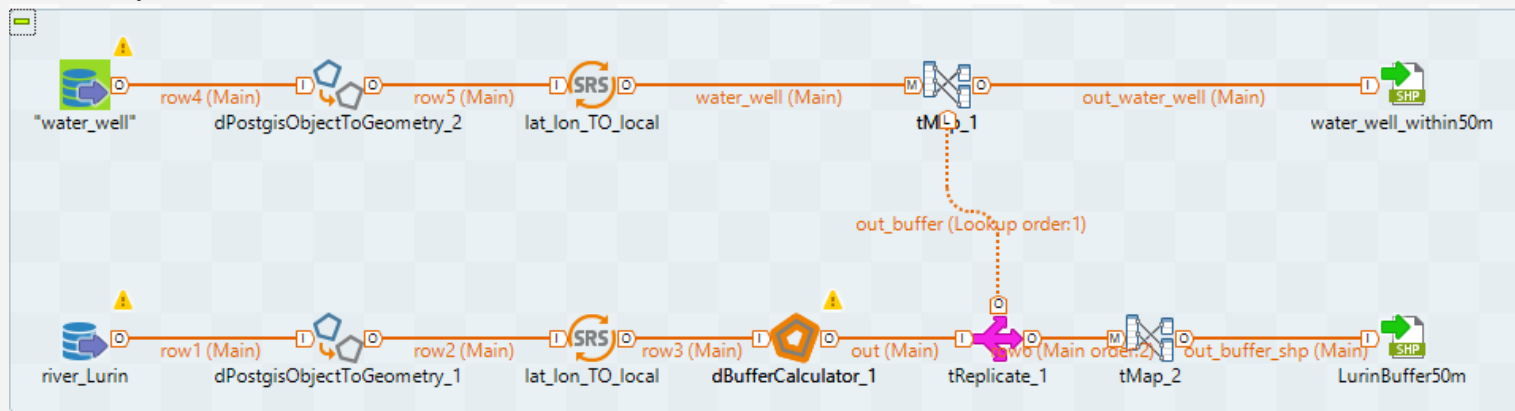 SRS
SHP
row4 (Main)
row5 (Main)
water_well (Main)
out_water_well (Main)
"water_well"
dPostgisObjectToGeometry_2
lat_lon_TO_local
water_well_within50m
out_buffer (Lookup order:1)
SRS
SHP
row1 (Main)
row2 (Main)
row3 (Main)
out (Main)
(Main order:2)
out_buffer_shp (Main)
river_Lurin
dPostgisObjectToGeometry_1
lat_lon_TO_local
dBufferCalculator_1
tReplicate_1
tMap_2
LurinBuffer50m